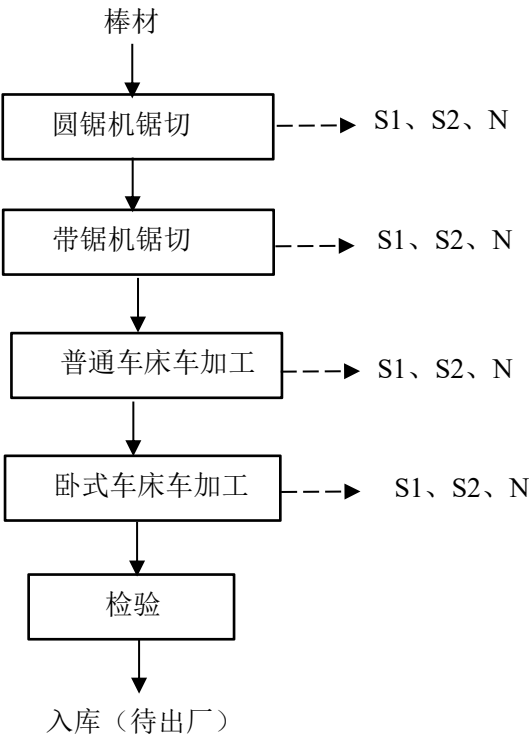 棒材
圆锯机锯切
S1、S2、N
带锯机锯切
S1、S2、N
普通车床车加工
S1、S2、N
卧式车床车加工
S1、S2、N
检验
入库（待出厂）